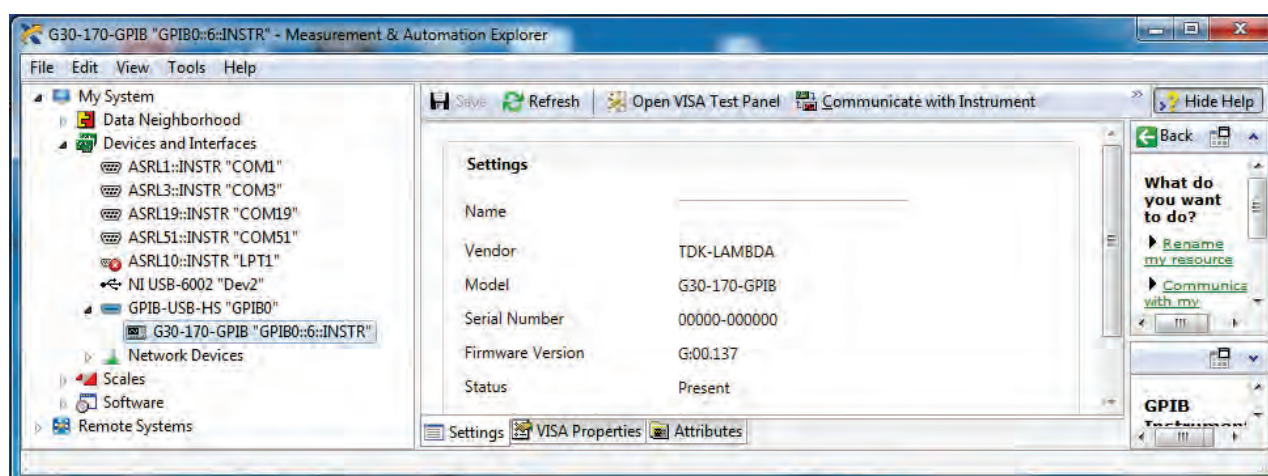 G30-170-GPIB "GPIB0::6::INSTR" - Measurement & Automation Explorer
File Edit View Tools Help
My System
Data Neighborhood
Devices and Interfaces
ASRL1::INSTR "COM1"
ASRL3::INSTR "COM3"
ASRL19::INSTR "COM19"
ASRL51::INSTR "COM51"
ASRL10::INSTR "LPT1"
NI USB-6002 "Dev2"
GPIB-USB-HS "GPIB0"
G30-170-GPIB "GPIB0::6::INSTR"
Network Devices
Scales
Software
Remote Systems
Save Refresh Open VISA Test Panel Communicate with Instrument
Settings
Name
Vendor TDK-LAMBDA
Model G30-170-GPIB
Serial Number 00000-000000
Firmware Version G:00.137
Status Present
Settings VISA Properties Attributes
Hide Help
Back
What do
you want
to do?
Rename
my resource
Communica
with my
GPIB